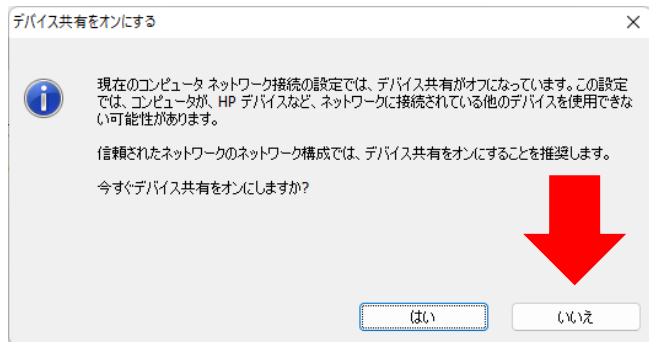 デバイス共有をオンにする
現在のコンピュータ ネットワーク接続の設定では、デバイス共有がオフになっています。この設定
では、コンピュータが、HP デバイスなど、ネットワークに接続されている他のデバイスを使用できな
い可能性があります。
信頼されたネットワークのネットワーク構成では、デバイス共有をオンにすることを推奨します。
今すぐデバイス共有をオンにしますか?
はい
いいえ